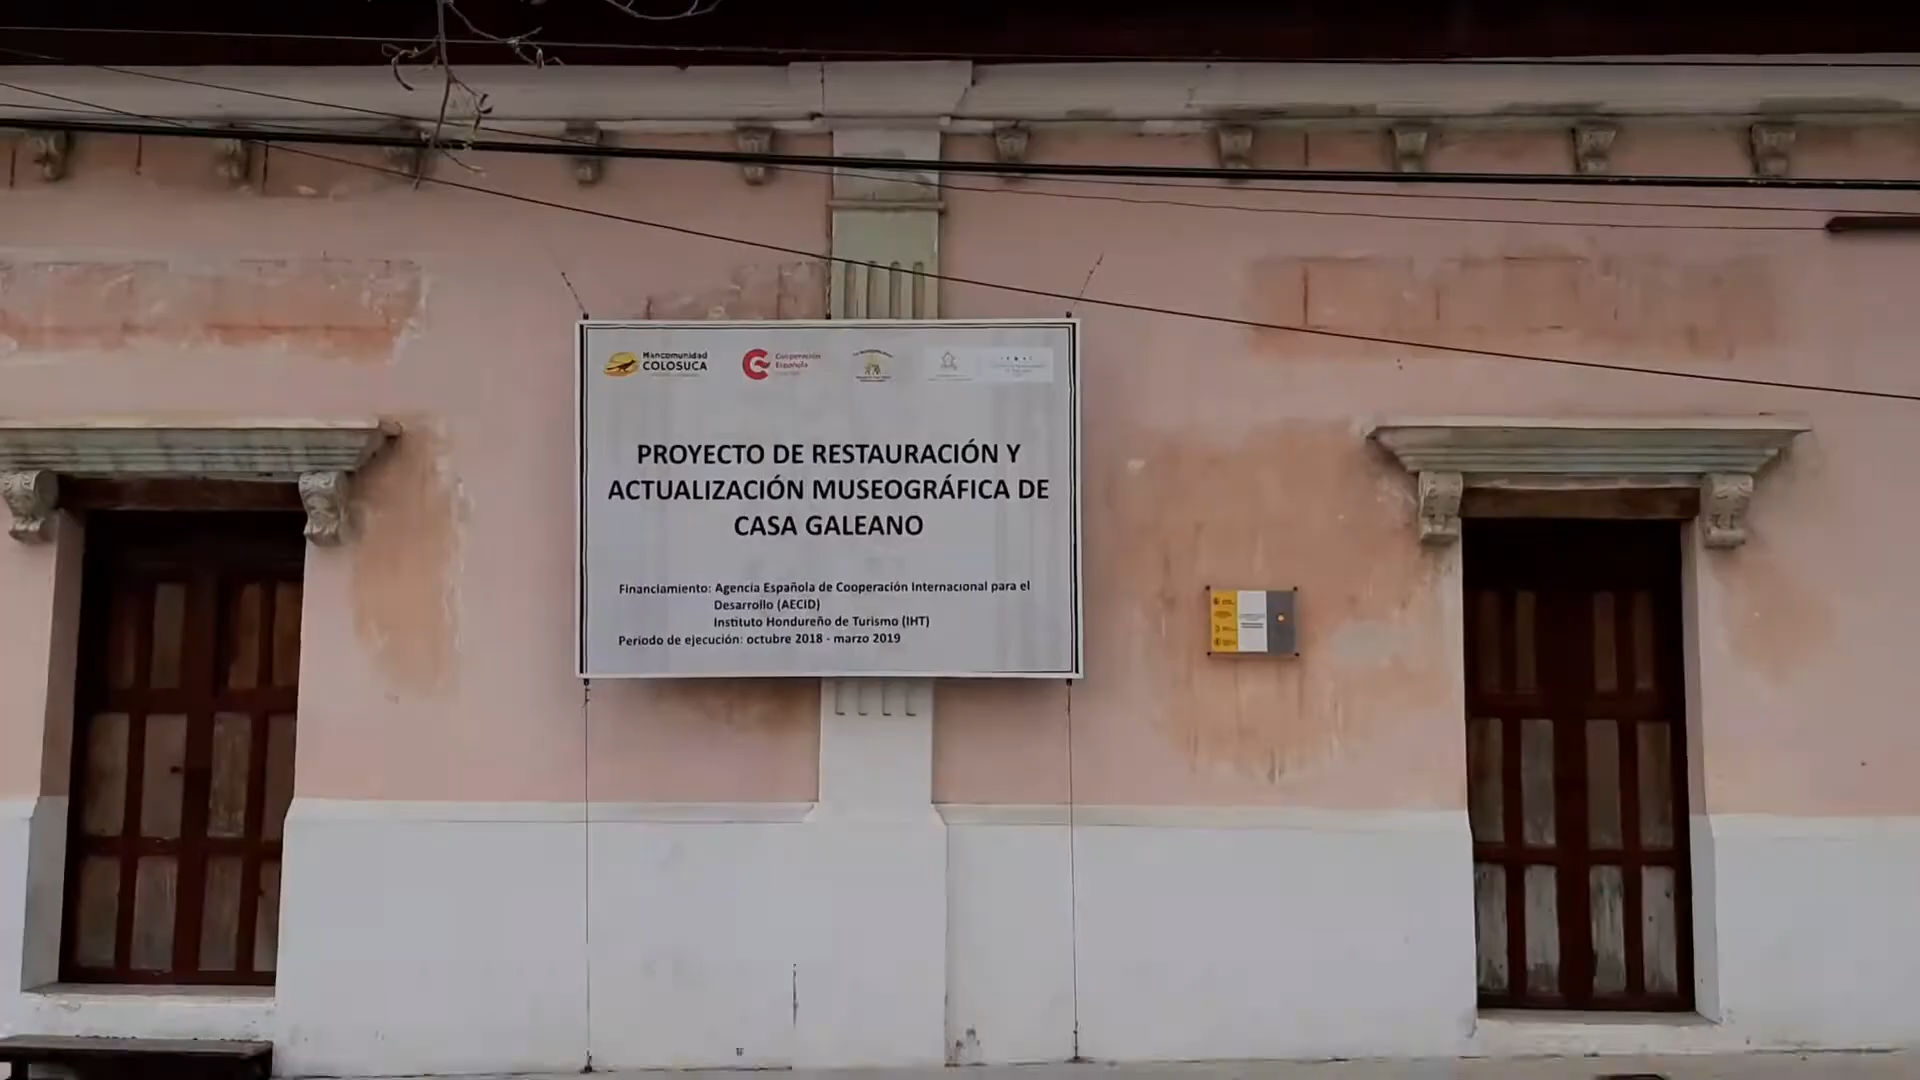 Mancomunidad
COLOSUCA
Cooperación
Española
PROYECTO DE RESTAURACIÓN Y
ACTUALIZACIÓN MUSEOGRÁFICA DE
CASA GALEANO
Financiamiento: Agencia Española de Cooperación Internacional para el
Desarrollo (AECID)
Instituto Hondureño de Turismo (IHT)
Periodo de ejecución: octubre 2018 - marzo 2019